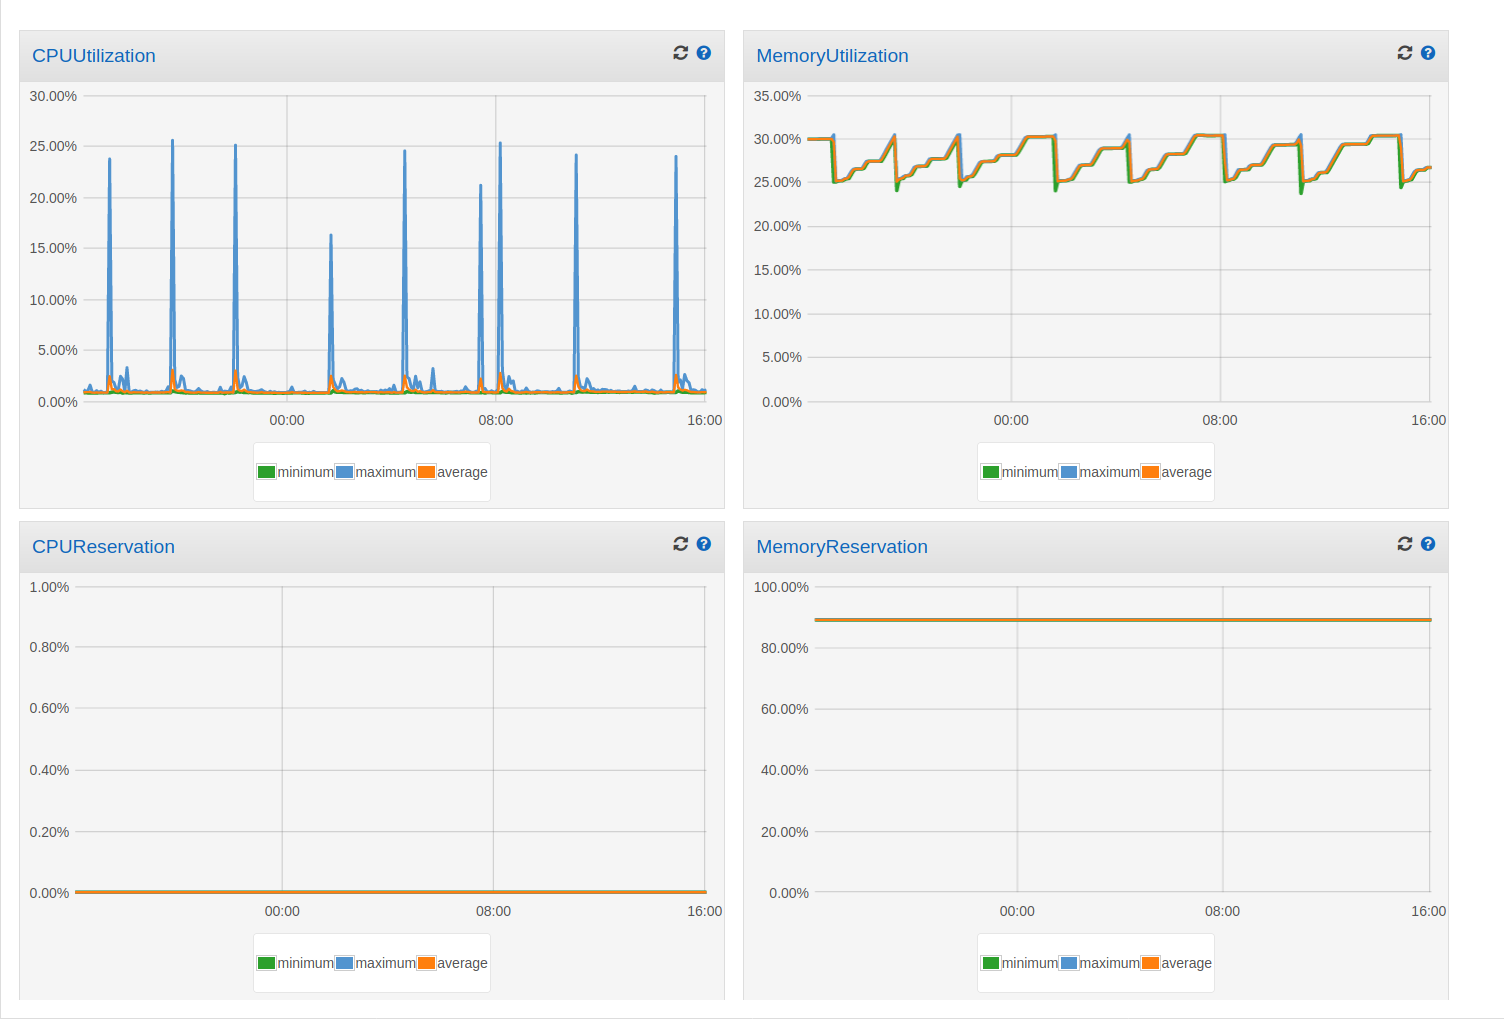 CPUUtilization
30.00%
25.00%
20.00%
15.00%
10.00%
5.00%
0.00%
00:00 08:00 16:00
minimum maximum average
MemoryUtilization
35.00%
30.00%
25.00%
20.00%
15.00%
10.00%
5.00%
0.00%
00:00 08:00 16:00
minimum maximum average
CPUReservation
1.00%
0.80%
0.60%
0.40%
0.20%
0.00%
00:00 08:00 16:00
minimum maximum average
MemoryReservation
100.00%
80.00%
60.00%
40.00%
20.00%
0.00%
00:00 08:00 16:00
minimum maximum average